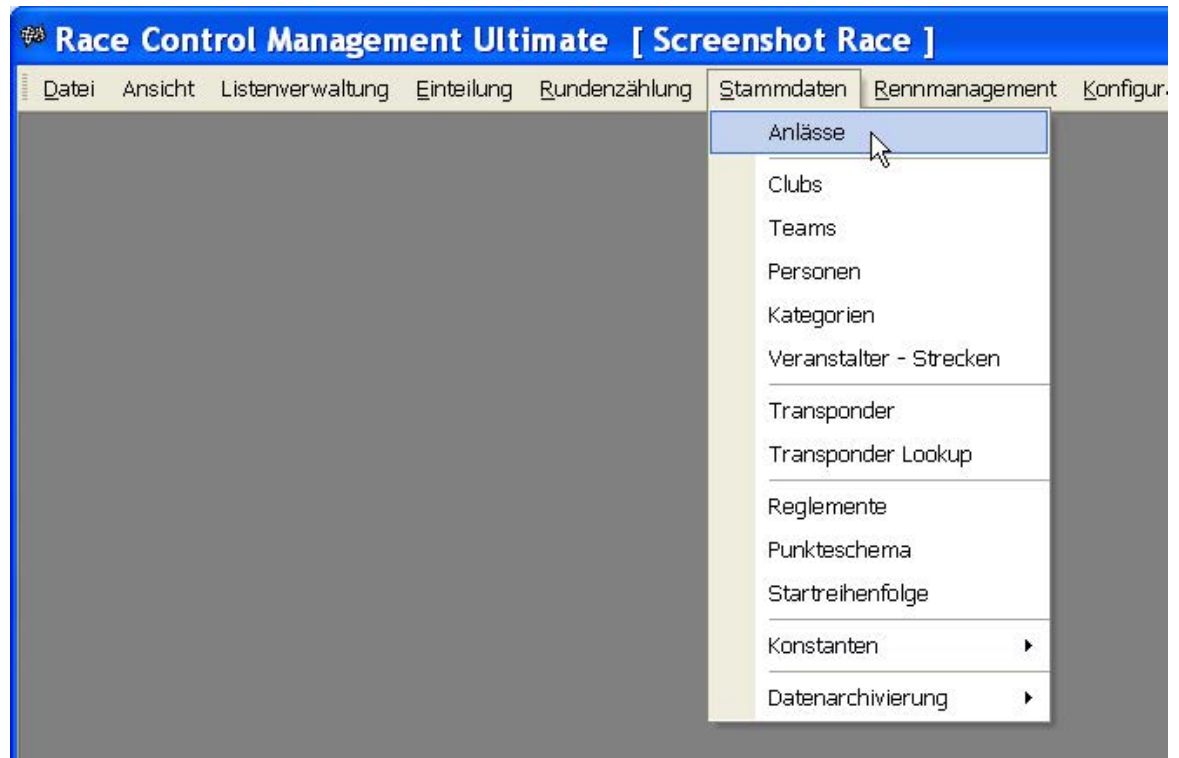 Race Control Management Ultimate [ Screenshot Race ]
Datei Ansicht Listenverwaltung Einteilung Rundenzählung Stammdaten Rennmanagement
Anlässe
Clubs
Teams
Personen
Kategorien
Veranstalter - Strecken
Transponder
Transponder Lookup
Reglemente
Punkteschema
Startreihenfolge
Konstanten
Datenarchivierung